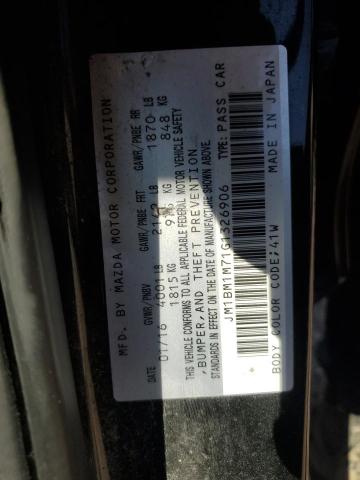 MFD. BY MAZDA MOTOR CORPORATION
DATE GVWR/PNBV GAWR/PNBE FRT GAWR/PNBE RR
01/16 4001 LB LB 1870 LB
1815 KG KG 848 KG
THIS VEHICLE CONFORMS TO ALL APPLICABLE FEDERAL MOTOR VEHICLE SAFETY
, BUMPER, AND THEFT PREVENTION
STANDARDS IN EFFECT ON THE DATE OF MANUFACTURE SHOWN ABOVE.
JM1BM1M71G1326906 TYPE: PASS CAR
BODY COLOR CODE;41W MADE IN JAPAN